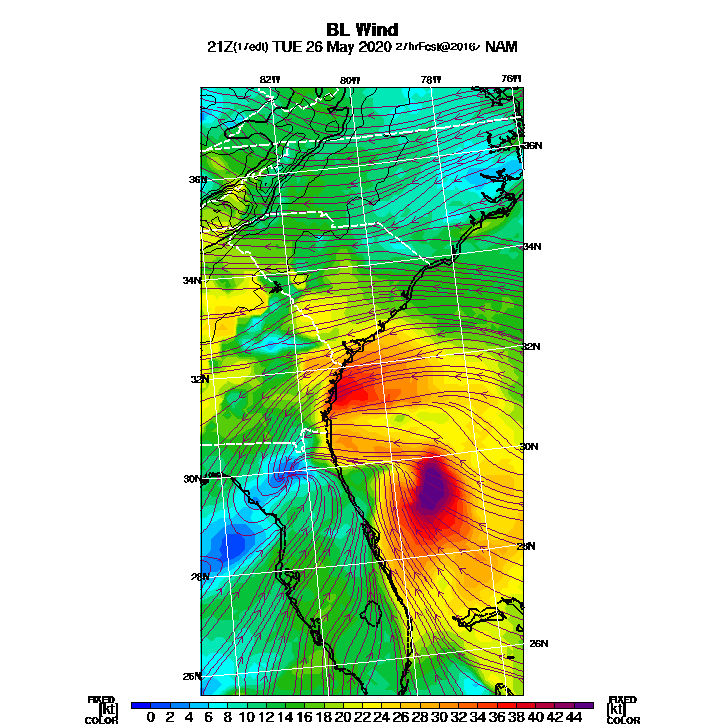 BL Wind
21Z(17edt) TUE 26 May 2020 27hrFcst@2016z NAM
82W 80W 78W 76W
36N
36N
34N
34N
32N
32N
30N
30N
28N
28N
26N
26N
FIXED FIXED
[kt] 0 2 4 6 8 10 12 14 16 18 20 22 24 26 28 30 32 34 36 38 40 42 44 [kt]
COLOR COLOR